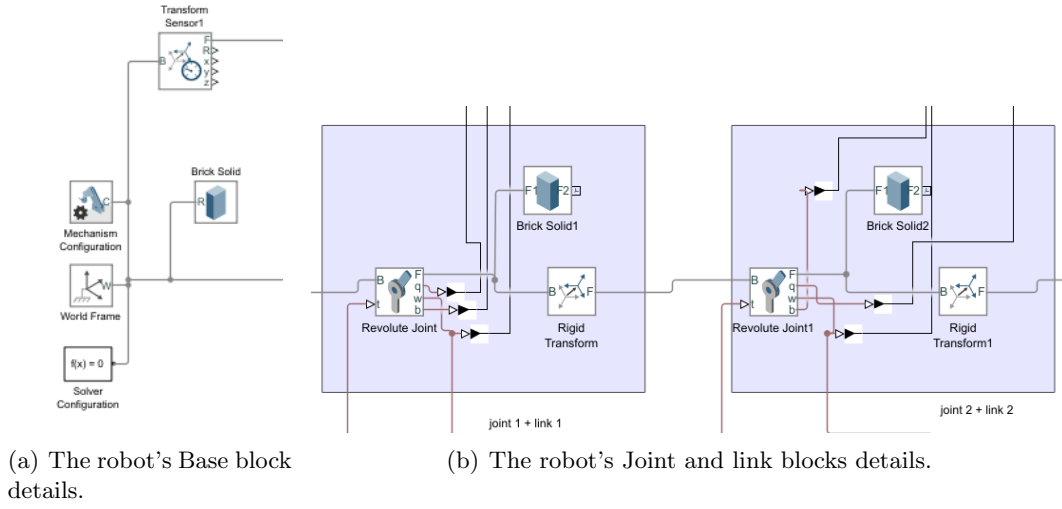 Transform
Sensor1
B
F
R
x
y
z
Brick Solid
R
C
Mechanism
Configuration
W
World Frame
f(x) = 0
Solver
Configuration
F1
F2
Brick Solid1
B
t
F
q
w
b
Revolute Joint
B
F
Rigid
Transform
joint 1 + link 1
F1
F2
Brick Solid2
B
t
F
q
w
b
Revolute Joint1
B
F
Rigid
Transform1
joint 2 + link 2
(a) The robot's Base block
details.
(b) The robot's Joint and link blocks details.